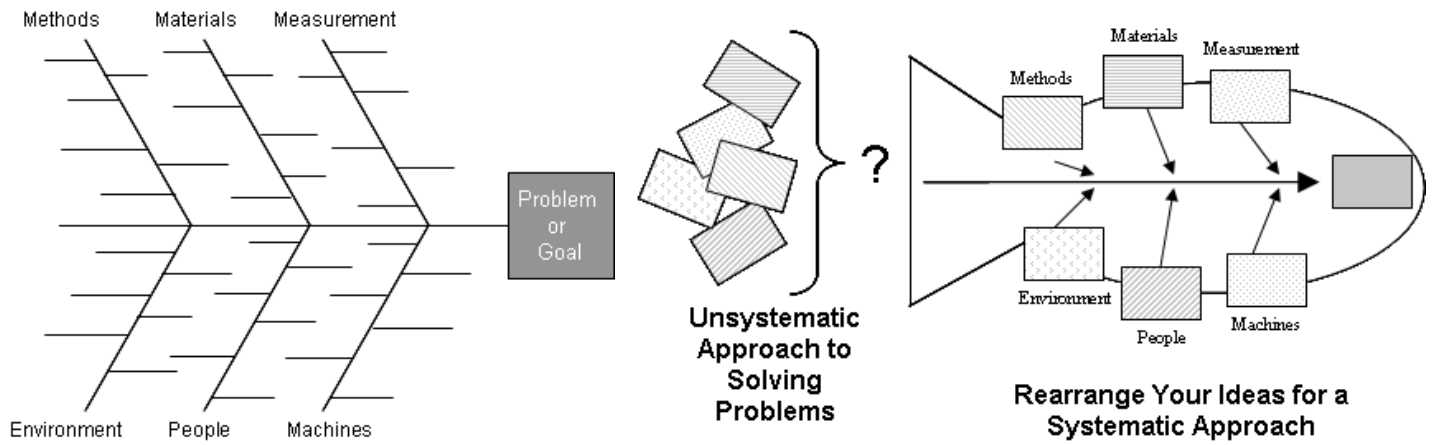 Methods
Materials
Measurement
Problem
or
Goal
Environment
People
Machines
?
Unsystematic
Approach to
Solving
Problems
Materials
Measurement
Methods
Environment
People
Machines
Rearrange Your Ideas for a
Systematic Approach